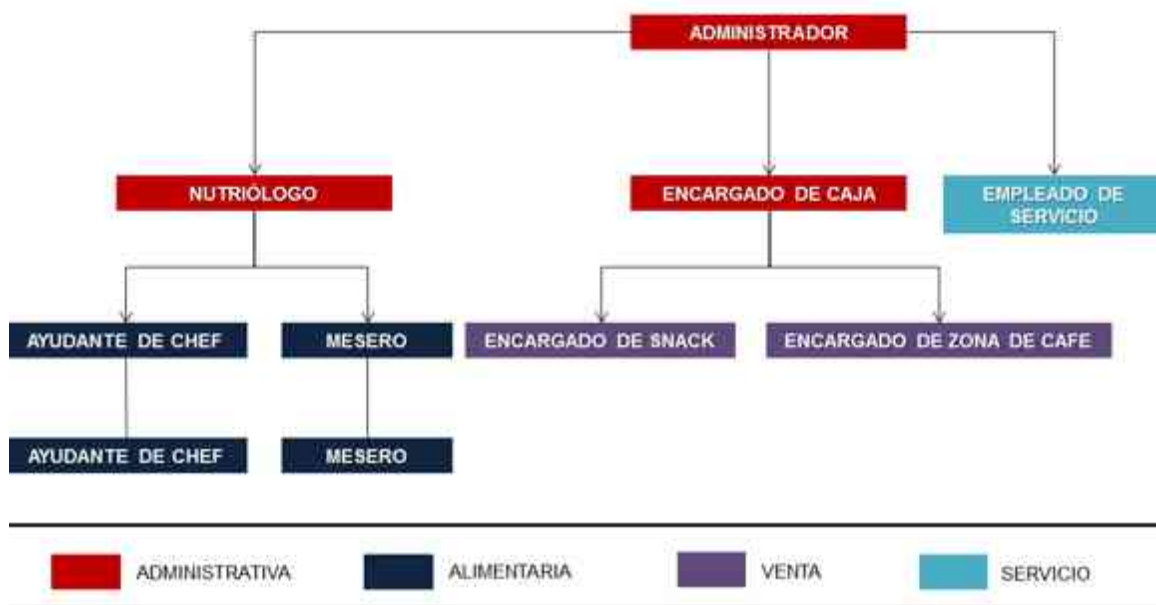 ADMINISTRADOR
NUTRIÓLOGO
ENCARGADO DE CAJA
EMPLEADO DE
SERVICIO
AYUDANTE DE CHEF
MESERO
ENCARGADO DE SNACK
ENCARGADO DE ZONA DE CAFE
AYUDANTE DE CHEF
MESERO
ADMINISTRATIVA
ALIMENTARIA
VENTA
SERVICIO